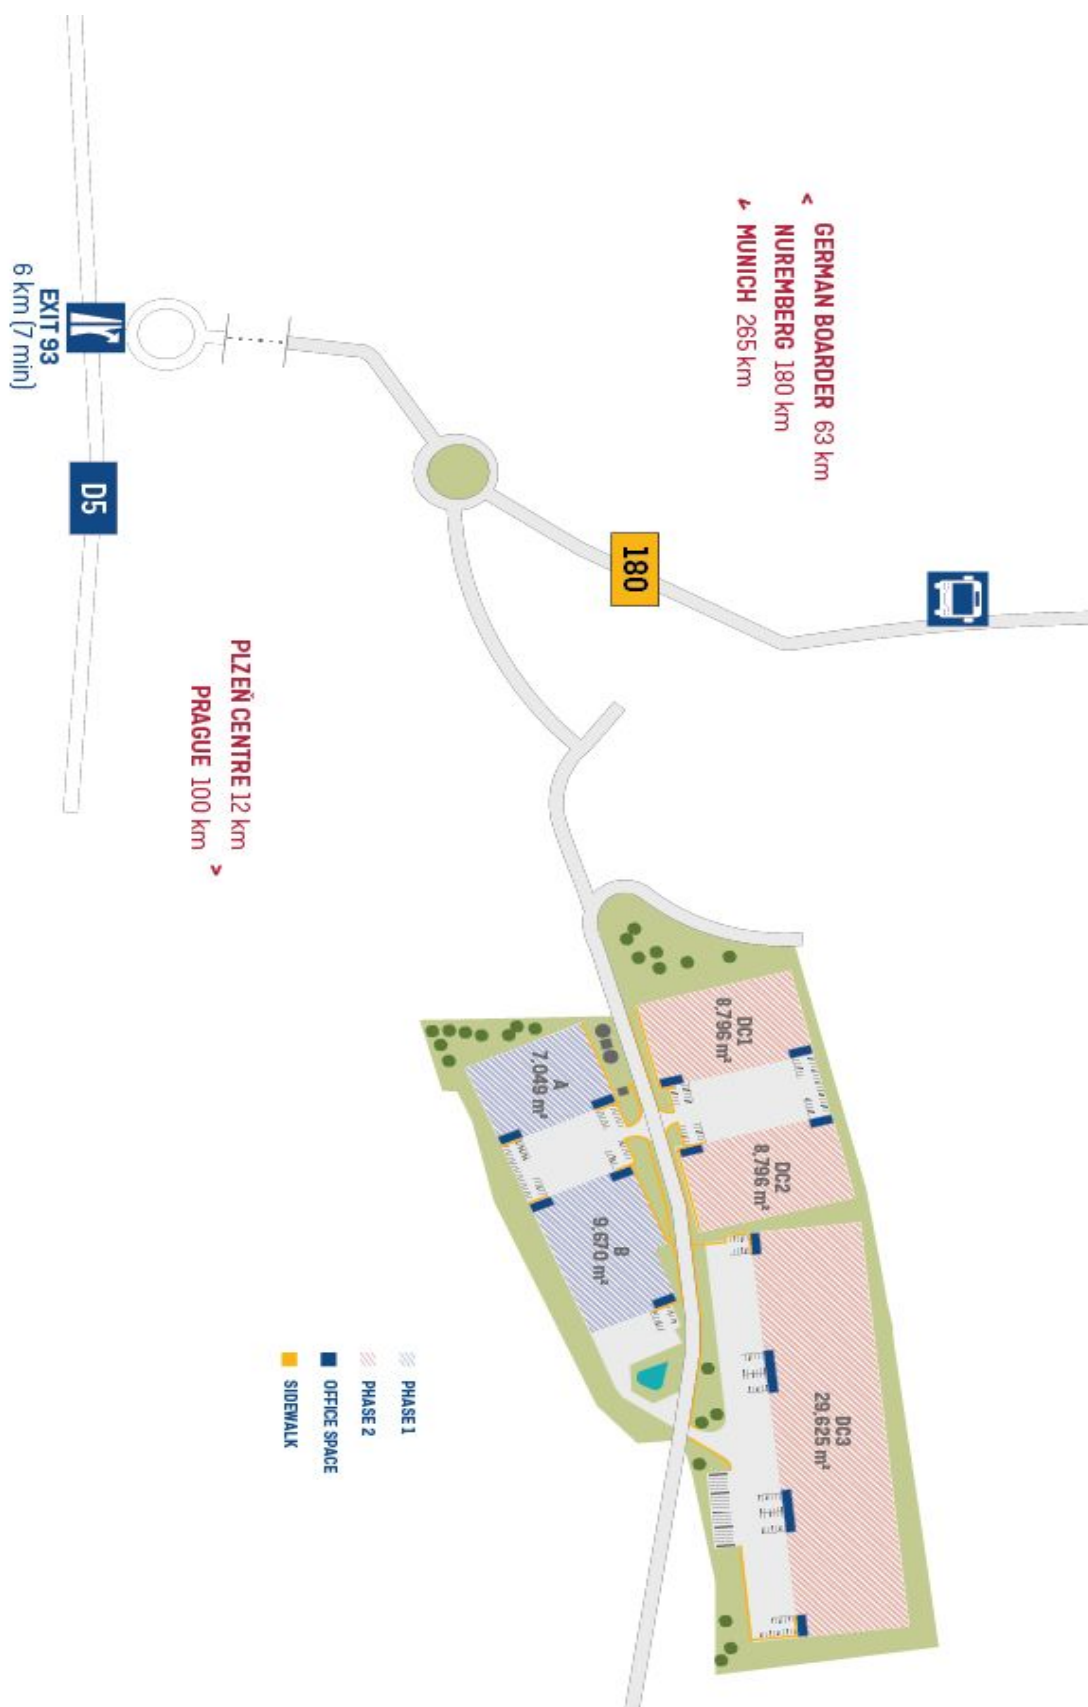 < GERMAN BOARDER 63 km
NUREMBERG 180 km
MUNICH 265 km
180
EXIT 93
6 km (7 min)
D5
PLZEŇ CENTRE 12 km
PRAGUE 100 km >
DC1
8,796 m²
DC2
8,796 m²
DC3
29,625 m²
A
7,049 m²
B
9,670 m²
PHASE 1
PHASE 2
OFFICE SPACE
SIDEWALK